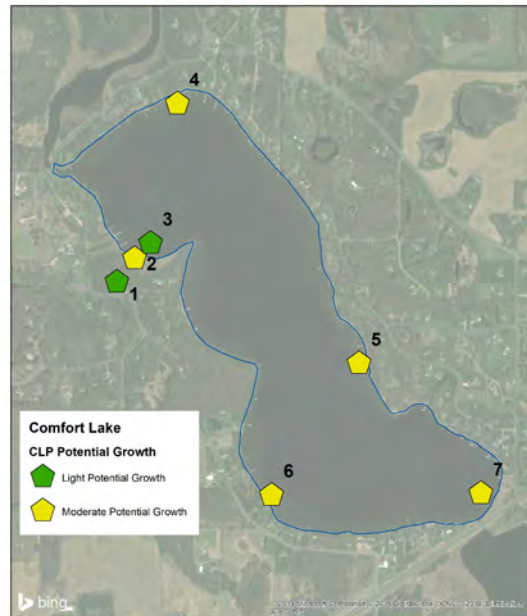 4
3
2
1
5
6
7
Comfort Lake
CLP Potential Growth
Light Potential Growth
Moderate Potential Growth
bing